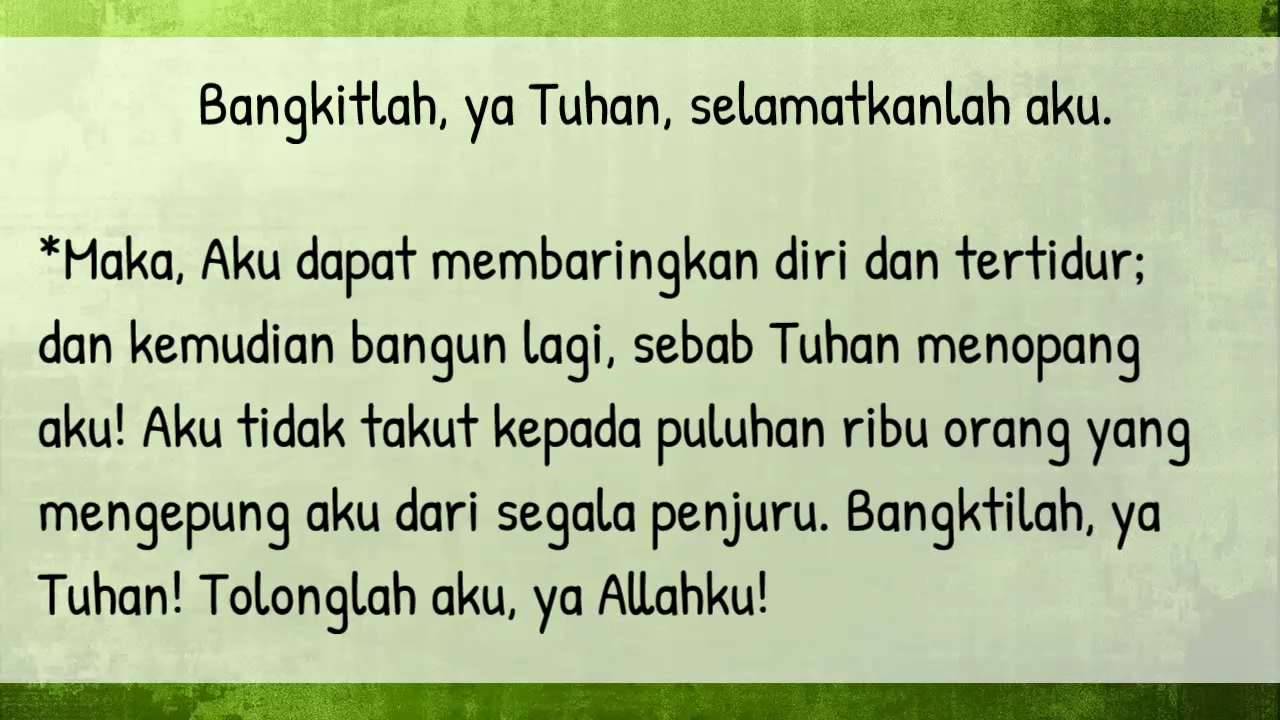 Bangkitlah, ya Tuhan, selamatkanlah aku.
*Maka, Aku dapat membaringkan diri dan tertidur;
dan kemudian bangun lagi, sebab Tuhan menopang
aku! Aku tidak takut kepada puluhan ribu orang yang
mengepung aku dari segala penjuru. Bangktilah, ya
Tuhan! Tolonglah aku, ya Allahku!